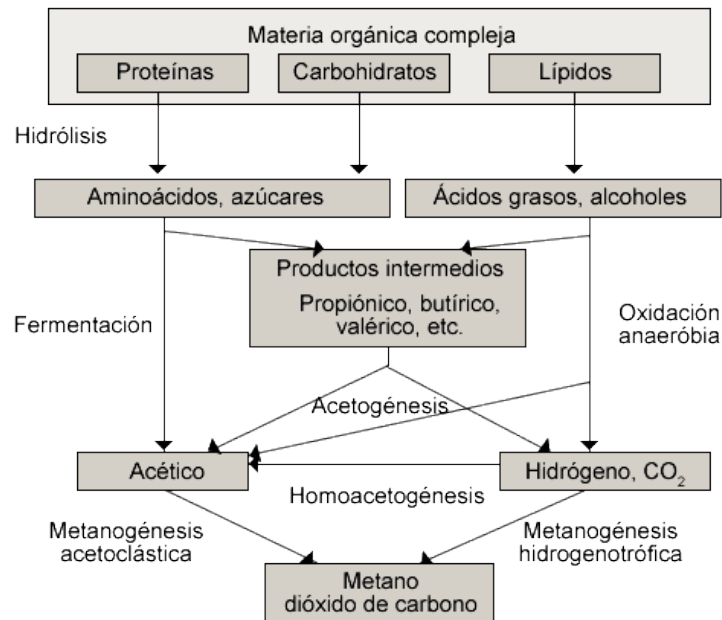 Materia orgánica compleja
Proteínas
Carbohidratos
Lípidos
Hidrólisis
Aminoácidos, azúcares
Ácidos grasos, alcoholes
Productos intermedios
Propiónico, butírico,
valérico, etc.
Fermentación
Oxidación
anaeróbia
Acetogénesis
Acético
Hidrógeno, CO₂
Homoacetogénesis
Metanogénesis
acetoclástica
Metanogénesis
hidrogenotrófica
Metano
dióxido de carbono